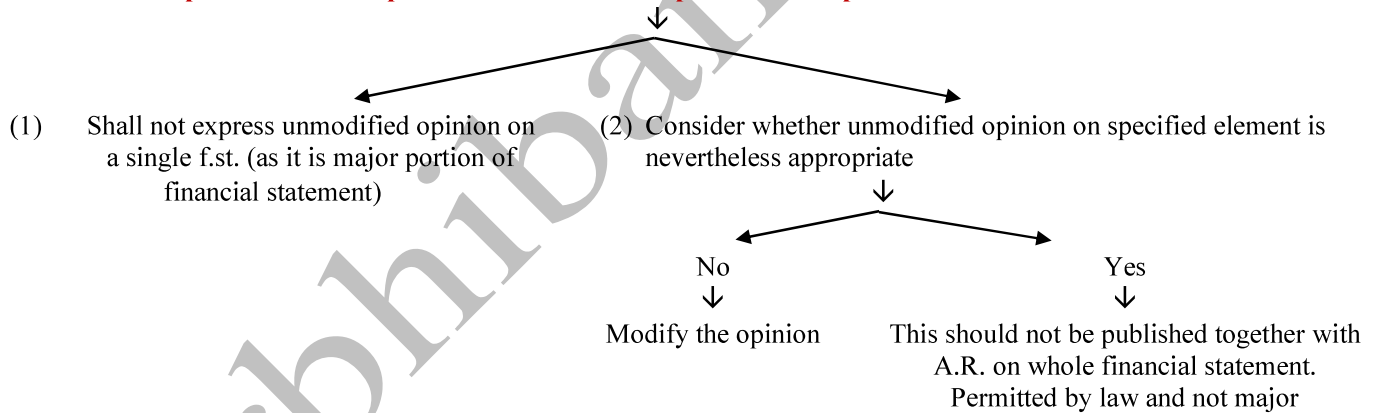 (1) Shall not express unmodified opinion on
a single f.st. (as it is major portion of
financial statement)
(2) Consider whether unmodified opinion on specified element is
nevertheless appropriate
No
Yes
Modify the opinion
This should not be published together with
A.R. on whole financial statement.
Permitted by law and not major